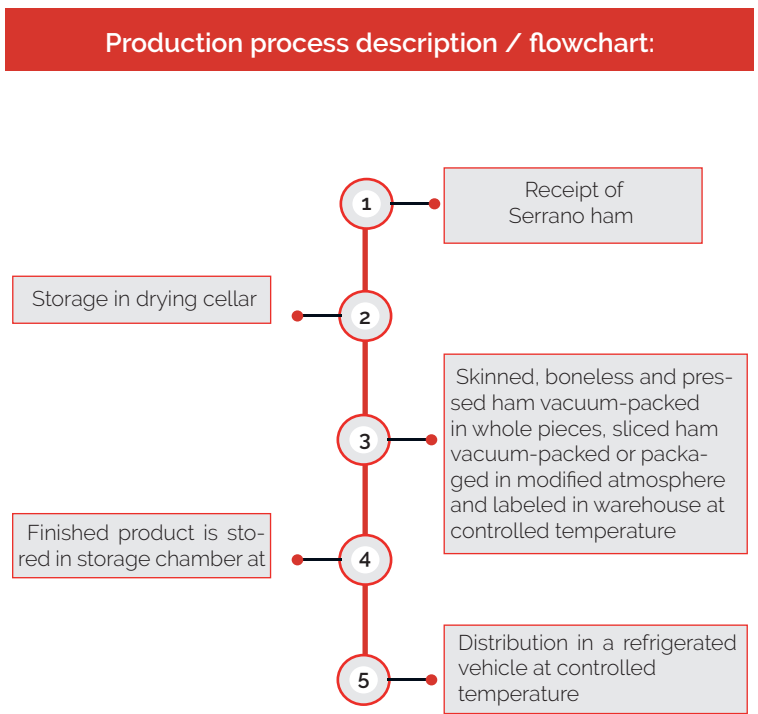 Production process description / flowchart:
1
Receipt of
Serrano ham
Storage in drying cellar
2
Skinned, boneless and pres-
sed ham vacuum-packed
in whole pieces, sliced ham
vacuum-packed or packa-
ged in modified atmosphere
and labeled in warehouse at
controlled temperature
3
Finished product is sto-
red in storage chamber at
4
Distribution in a refrigerated
vehicle at controlled
temperature
5